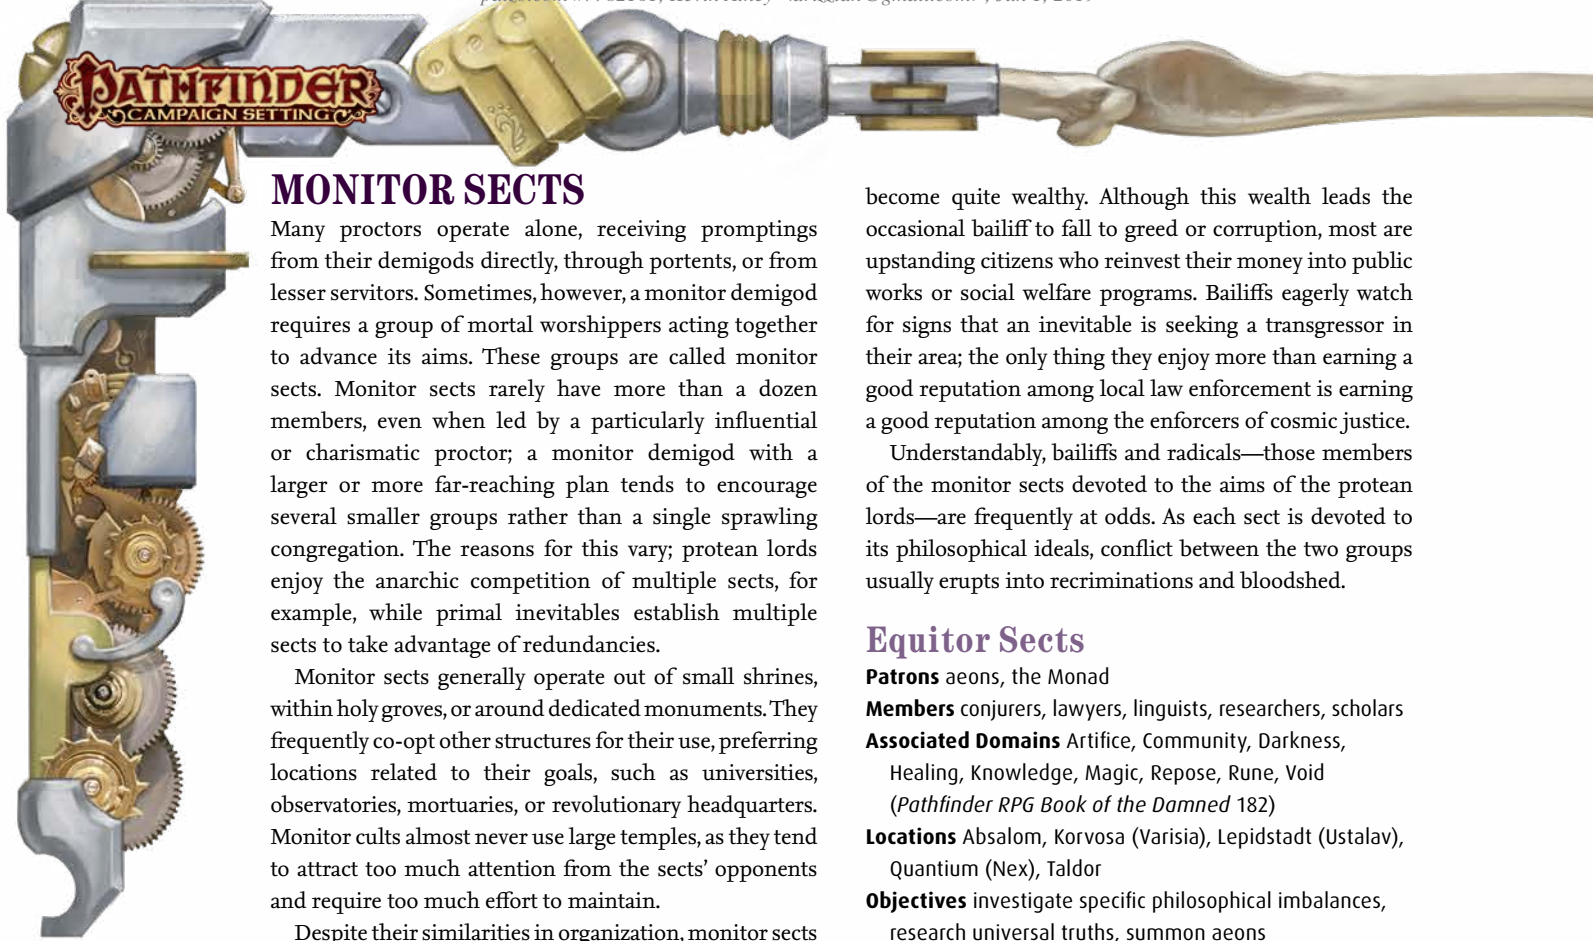 PATHFINDER
CAMPAIGN SETTING
MONITOR SECTS
Many proctors operate alone, receiving promptings
from their demigods directly, through portents, or from
lesser servitors. Sometimes, however, a monitor demigod
requires a group of mortal worshippers acting together
to advance its aims. These groups are called monitor
sects. Monitor sects rarely have more than a dozen
members, even when led by a particularly influential
or charismatic proctor; a monitor demigod with a
larger or more far-reaching plan tends to encourage
several smaller groups rather than a single sprawling
congregation. The reasons for this vary; protean lords
enjoy the anarchic competition of multiple sects, for
example, while primal inevitables establish multiple
sects to take advantage of redundancies.
Monitor sects generally operate out of small shrines,
within holy groves, or around dedicated monuments. They
frequently co-opt other structures for their use, preferring
locations related to their goals, such as universities,
observatories, mortuaries, or revolutionary headquarters.
Monitor cults almost never use large temples, as they tend
to attract too much attention from the sects’ opponents
and require too much effort to maintain.
Despite their similarities in organization, monitor sects
become quite wealthy. Although this wealth leads the
occasional bailiff to fall to greed or corruption, most are
upstanding citizens who reinvest their money into public
works or social welfare programs. Bailiffs eagerly watch
for signs that an inevitable is seeking a transgressor in
their area; the only thing they enjoy more than earning a
good reputation among local law enforcement is earning
a good reputation among the enforcers of cosmic justice.
Understandably, bailiffs and radicals—those members
of the monitor sects devoted to the aims of the protean
lords—are frequently at odds. As each sect is devoted to
its philosophical ideals, conflict between the two groups
usually erupts into recriminations and bloodshed.
Equitor Sects
Patrons aeons, the Monad
Members conjurers, lawyers, linguists, researchers, scholars
Associated Domains Artifice, Community, Darkness,
Healing, Knowledge, Magic, Repose, Rune, Void
(Pathfinder RPG Book of the Damned 182)
Locations Absalom, Korvosa (Varisia), Lepidstadt (Ustalav),
Quantium (Nex), Taldor
Objectives investigate specific philosophical imbalances,
research universal truths, summon aeons